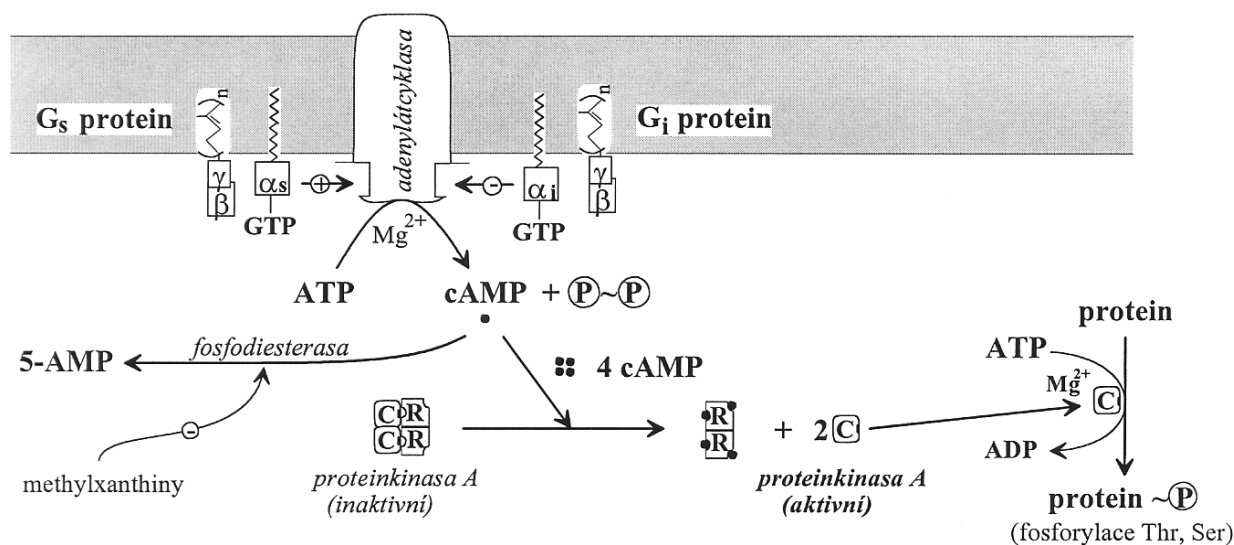 adenylátcyklasa
Gs protein
n
γ
β
αs
+
GTP
Gi protein
n
γ
β
αi
-
GTP
Mg2+
ATP
cAMP + P~P
5-AMP
fosfodiesterasa
4 cAMP
-
methylxanthiny
C R
C R
proteinkinasa A
(inaktivní)
R
R
+ 2 C
proteinkinasa A
(aktivní)
protein
ATP
Mg2+
C
ADP
protein ~P
(fosforylace Thr, Ser)